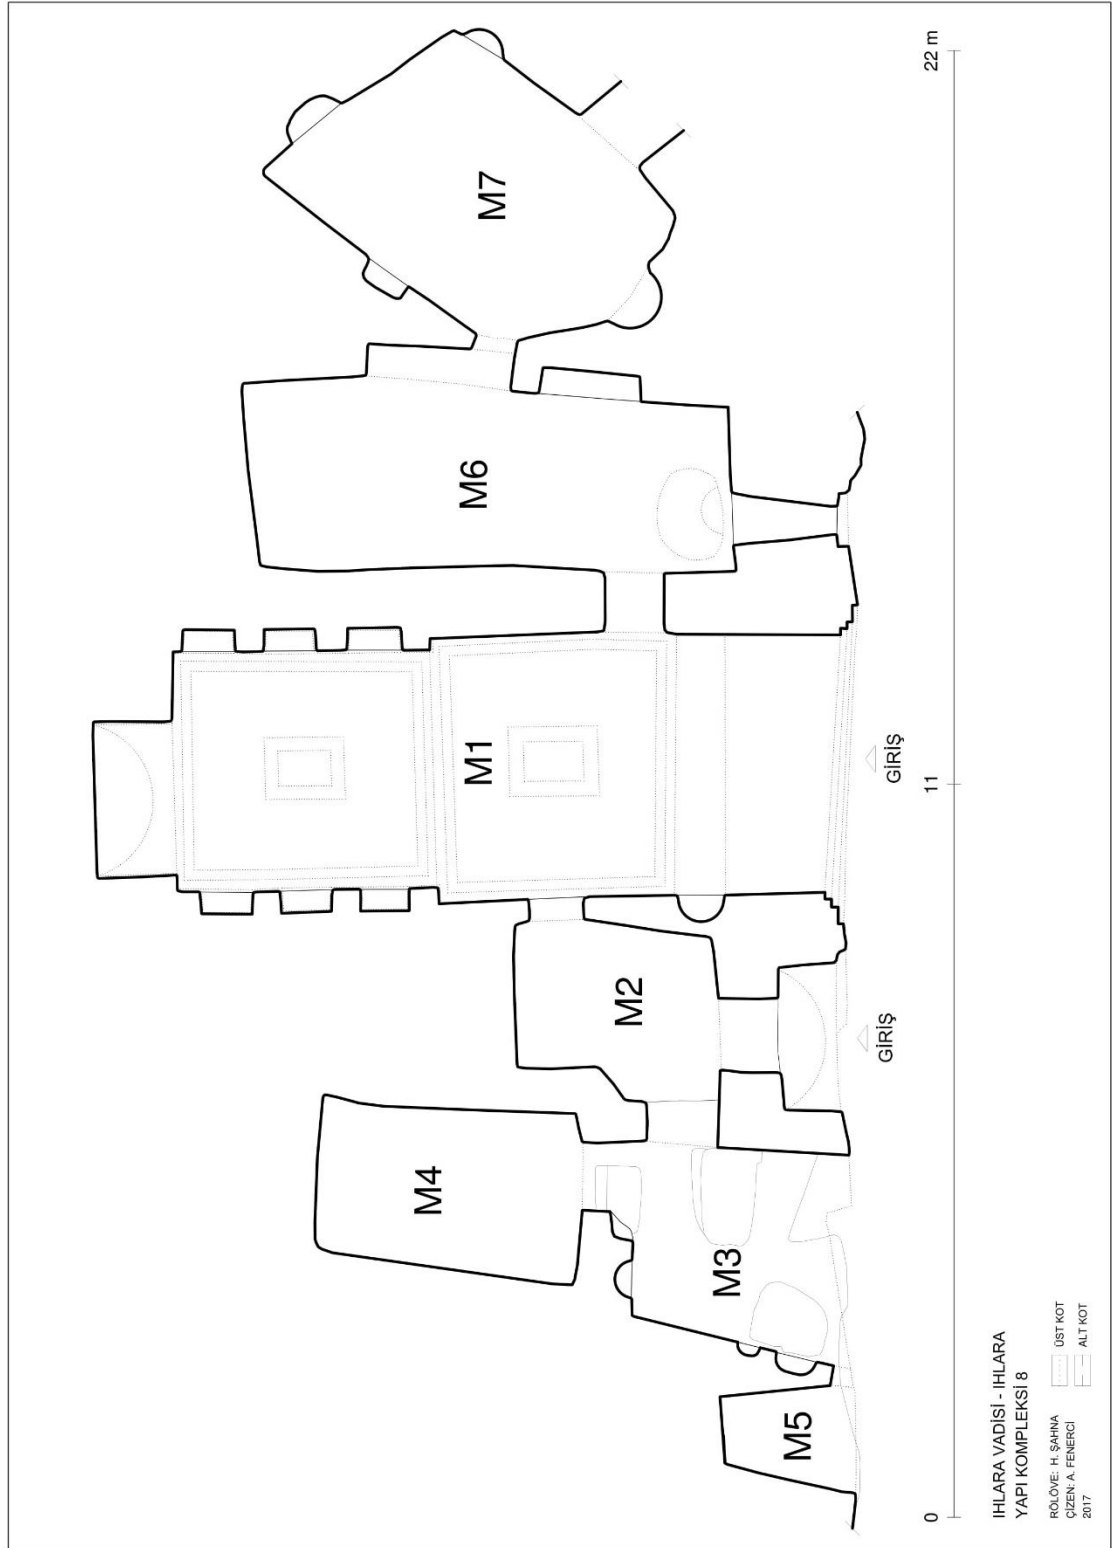 M7
M6
M1
M2
M4
M3
M5
GİRİŞ
GİRİŞ
0
11
22 m
IHLARA VADİSİ - IHLARA
YAPI KOMPLEKSİ 8
RÖLÖVE: H. ŞAHNA
ÇİZEN: A. FENERCİ
2017
ÜST KOT
ALT KOT